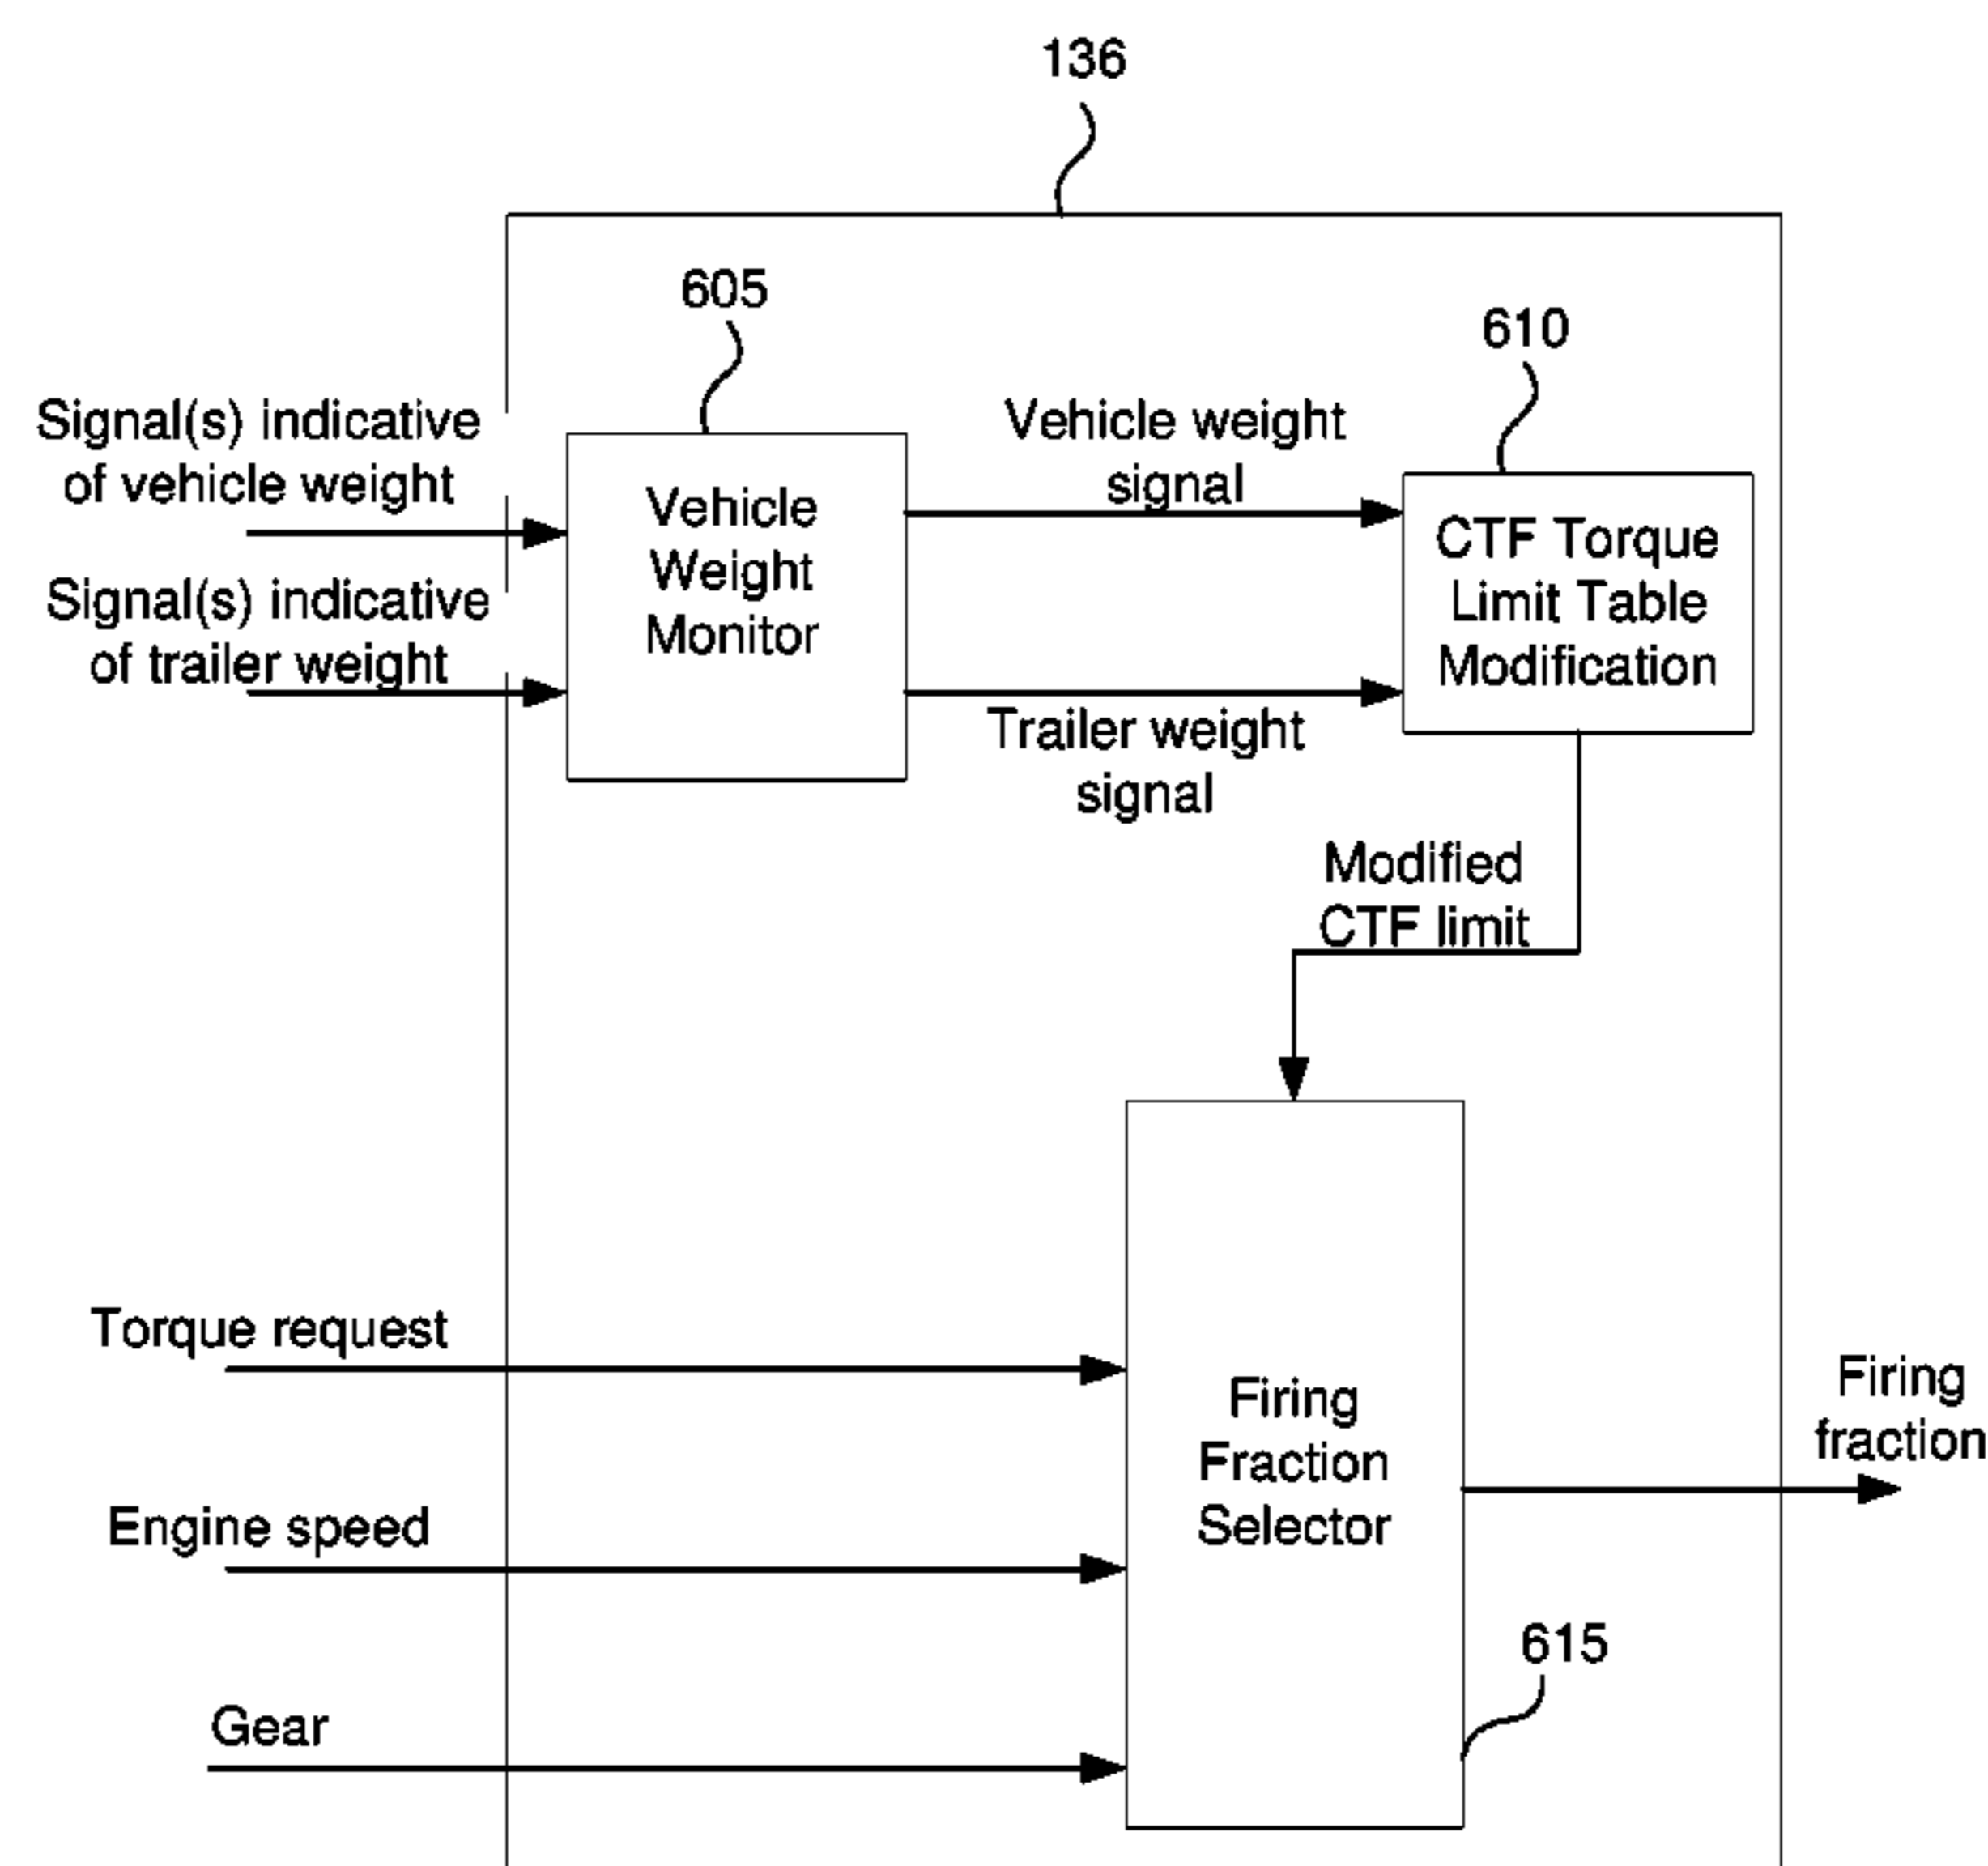 136
605
610
Signal(s) indicative
of vehicle weight
Signal(s) indicative
of trailer weight
Vehicle
Weight
Monitor
Vehicle weight
signal
Trailer weight
signal
CTF Torque
Limit Table
Modification
Modified
CTF limit
Torque request
Engine speed
Gear
Firing
Fraction
Selector
615
Firing
fraction